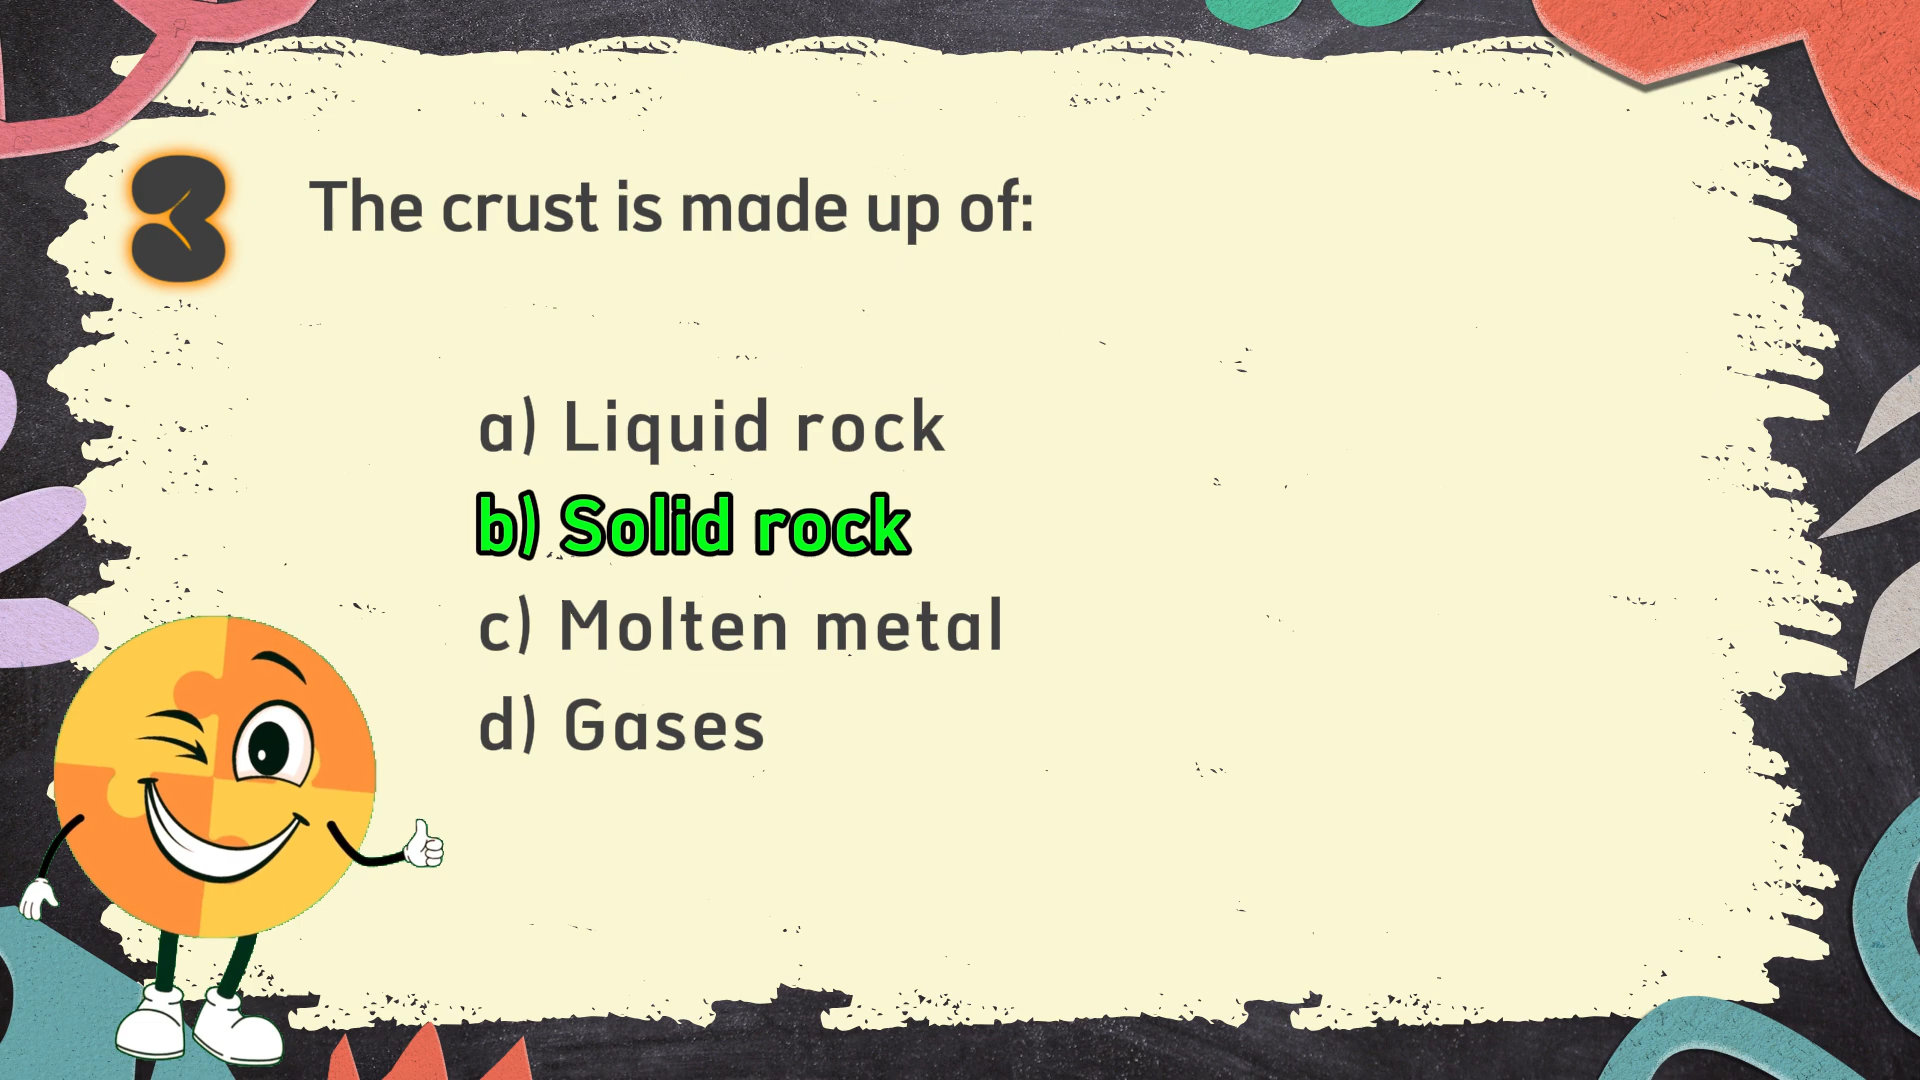 3 The crust is made up of:
a) Liquid rock
b) Solid rock
c) Molten metal
d) Gases